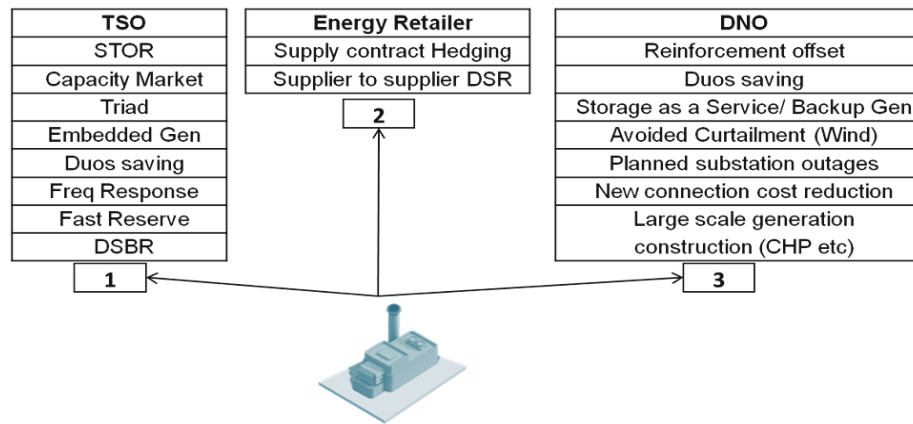 TSO
STOR
Capacity Market
Triad
Embedded Gen
Duos saving
Freq Response
Fast Reserve
DSBR
1
Energy Retailer
Supply contract Hedging
Supplier to supplier DSR
2
DNO
Reinforcement offset
Duos saving
Storage as a Service/ Backup Gen
Avoided Curtailment (Wind)
Planned substation outages
New connection cost reduction
Large scale generation
construction (CHP etc)
3